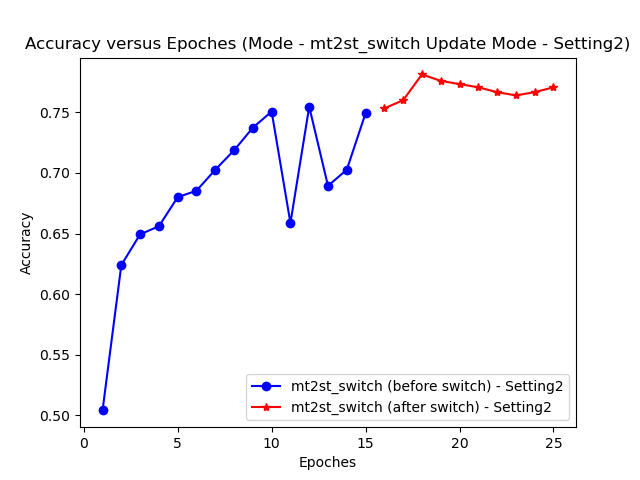 Accuracy versus Epoches (Mode - mt2st_switch Update Mode - Setting2)
Accuracy
0.75
0.70
0.65
0.60
0.55
0.50
mt2st_switch (before switch) - Setting2
mt2st_switch (after switch) - Setting2
0 5 10 15 20 25
Epoches